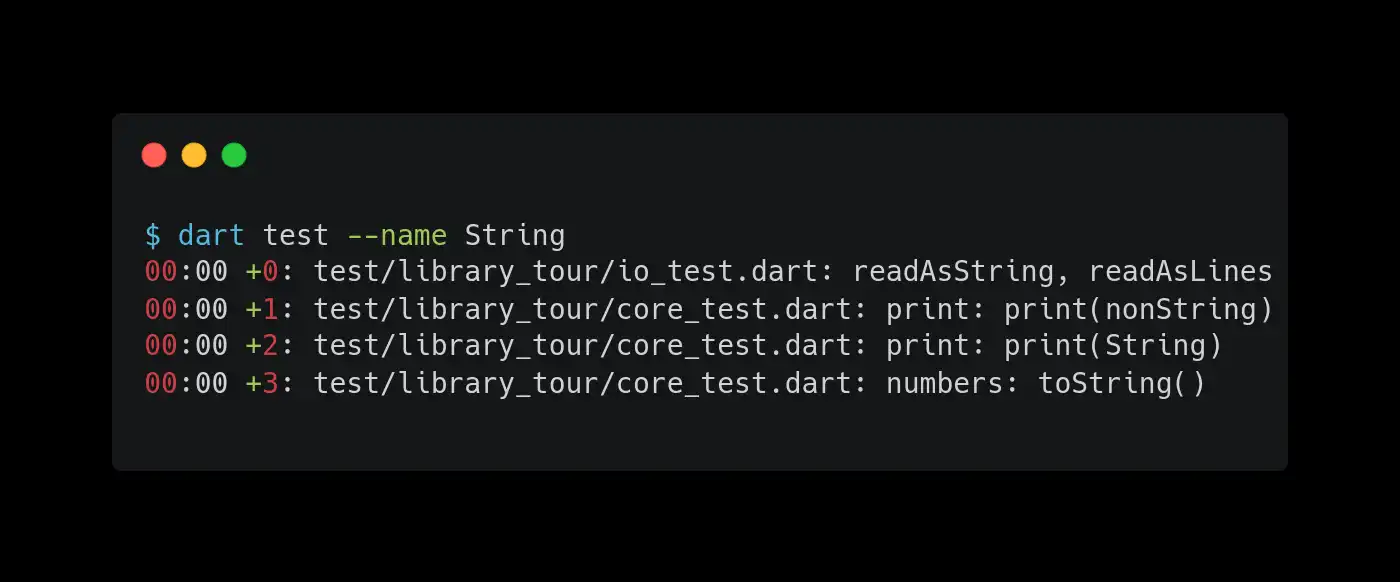 $ dart test --name String
00:00 +0: test/library_tour/io_test.dart: readAsString, readAsLines
00:00 +1: test/library_tour/core_test.dart: print: print(nonString)
00:00 +2: test/library_tour/core_test.dart: print: print(String)
00:00 +3: test/library_tour/core_test.dart: numbers: toString()